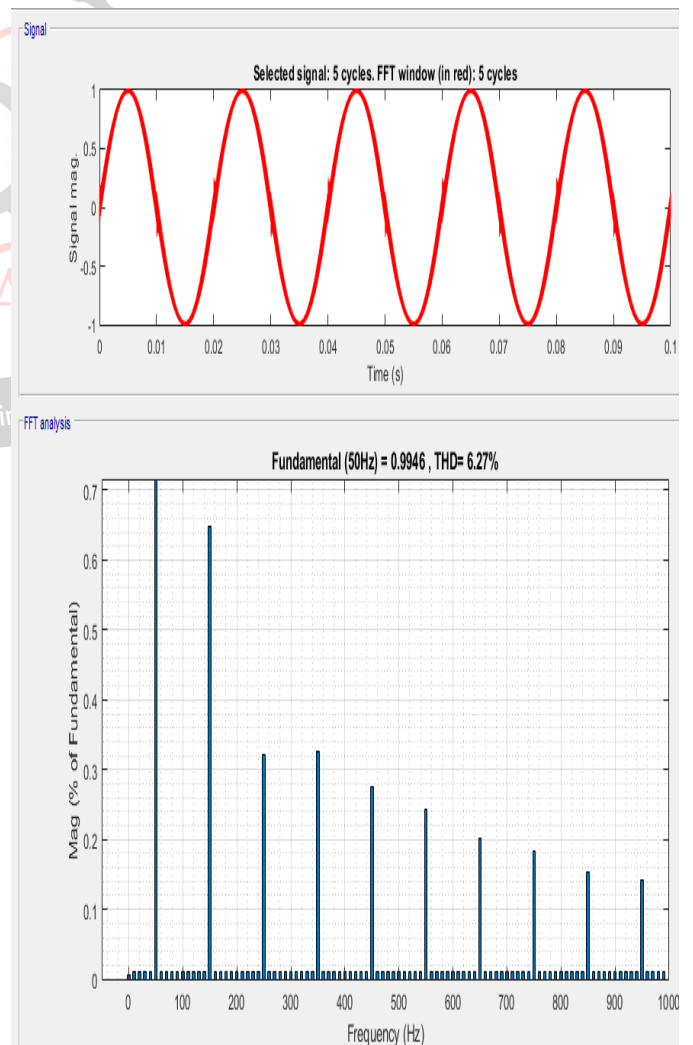 Signal
Selected signal: 5 cycles. FFT window (in red): 5 cycles
1
0.5
0
-0.5
-1
Signal mag.
0 0.01 0.02 0.03 0.04 0.05 0.06 0.07 0.08 0.09 0.1
Time (s)
FFT analysis
Fundamental (50Hz) = 0.9946 , THD= 6.27%
0.7
0.6
0.5
0.4
0.3
0.2
0.1
0
Mag (% of Fundamental)
0 100 200 300 400 500 600 700 800 900 1000
Frequency (Hz)